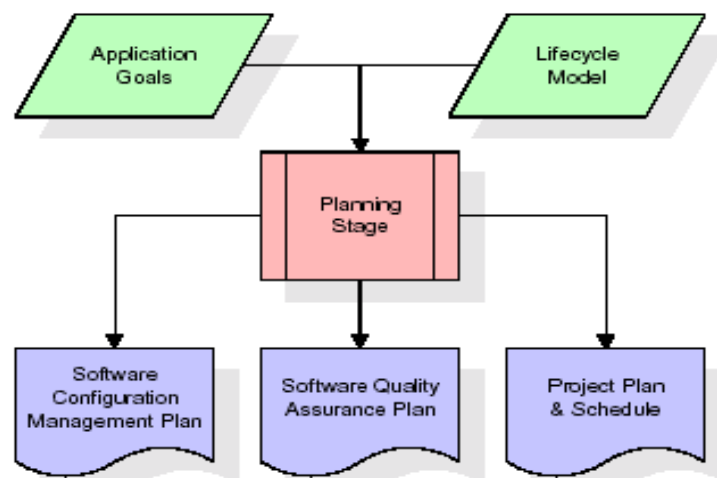 Application
Goals
Lifecycle
Model
Planning
Stage
Software
Configuration
Management Plan
Software Quality
Assurance Plan
Project Plan
& Schedule